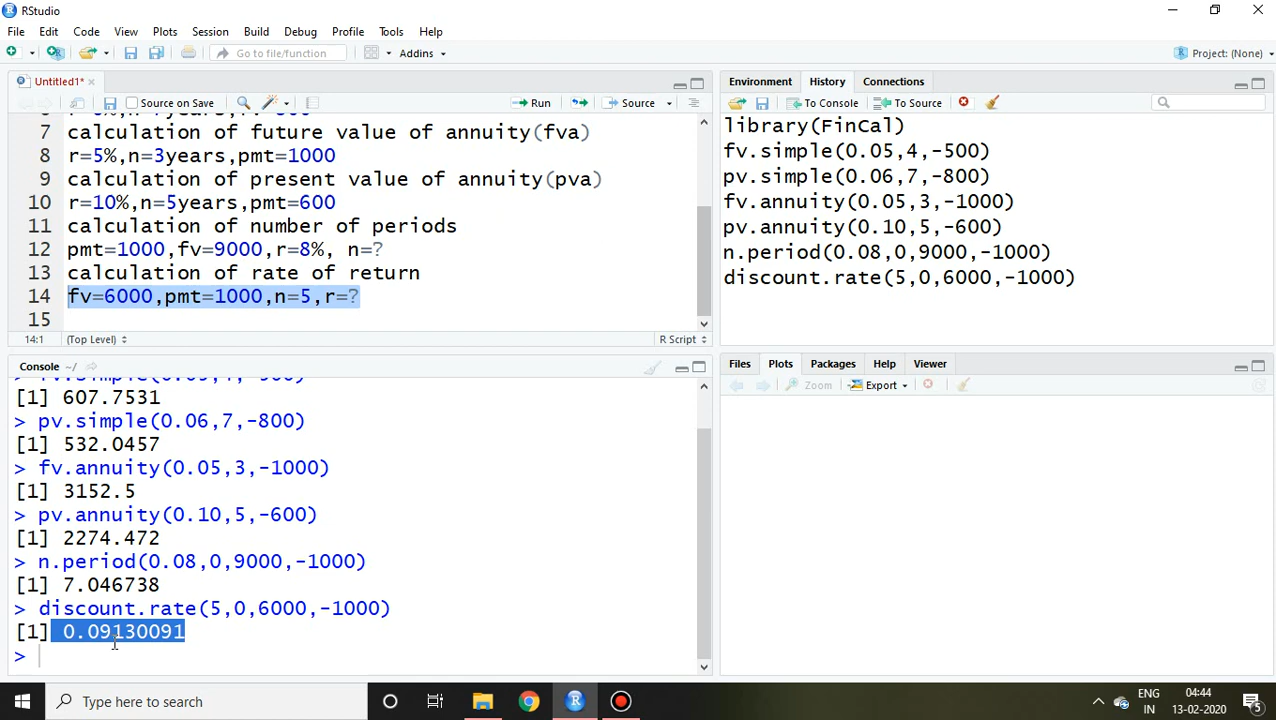 RStudio
File Edit Code View Plots Session Build Debug Profile Tools Help
Go to file/function Addins Project: (None)
Untitled1*
Source on Save Run Source
7 calculation of future value of annuity(fva)
8 r=5%,n=3years,pmt=1000
9 calculation of present value of annuity(pva)
10 r=10%,n=5years,pmt=600
11 calculation of number of periods
12 pmt=1000,fv=9000,r=8%, n=?
13 calculation of rate of return
14 fv=6000,pmt=1000,n=5,r=?
15
14:1 (Top Level) R Script
Console ~/
[1] 607.7531
> pv.simple(0.06,7,-800)
[1] 532.0457
> fv.annuity(0.05,3,-1000)
[1] 3152.5
> pv.annuity(0.10,5,-600)
[1] 2274.472
> n.period(0.08,0,9000,-1000)
[1] 7.046738
> discount.rate(5,0,6000,-1000)
[1] 0.09130091
>
Environment History Connections
To Console To Source
library(FinCal)
fv.simple(0.05,4,-500)
pv.simple(0.06,7,-800)
fv.annuity(0.05,3,-1000)
pv.annuity(0.10,5,-600)
n.period(0.08,0,9000,-1000)
discount.rate(5,0,6000,-1000)
Files Plots Packages Help Viewer
Zoom Export
Type here to search
ENG 04:44
IN 13-02-2020 5